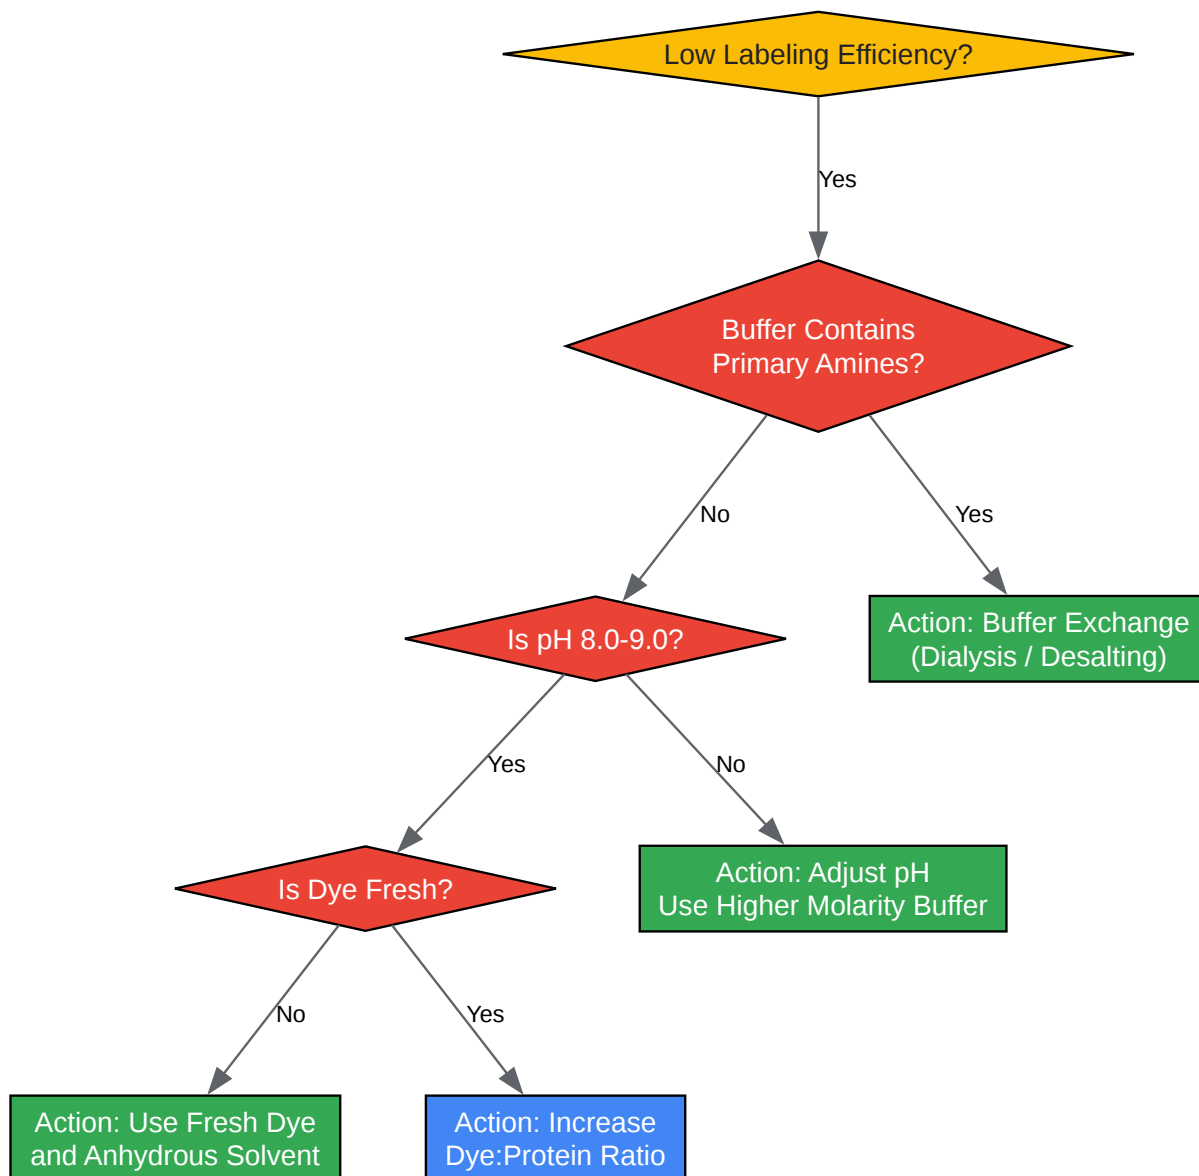 Low Labeling Efficiency?
Yes
Buffer Contains
Primary Amines?
No
Yes
Is pH 8.0-9.0?
Action: Buffer Exchange
(Dialysis / Desalting)
Yes
No
Is Dye Fresh?
Action: Adjust pH
Use Higher Molarity Buffer
No
Yes
Action: Use Fresh Dye
and Anhydrous Solvent
Action: Increase
Dye:Protein Ratio